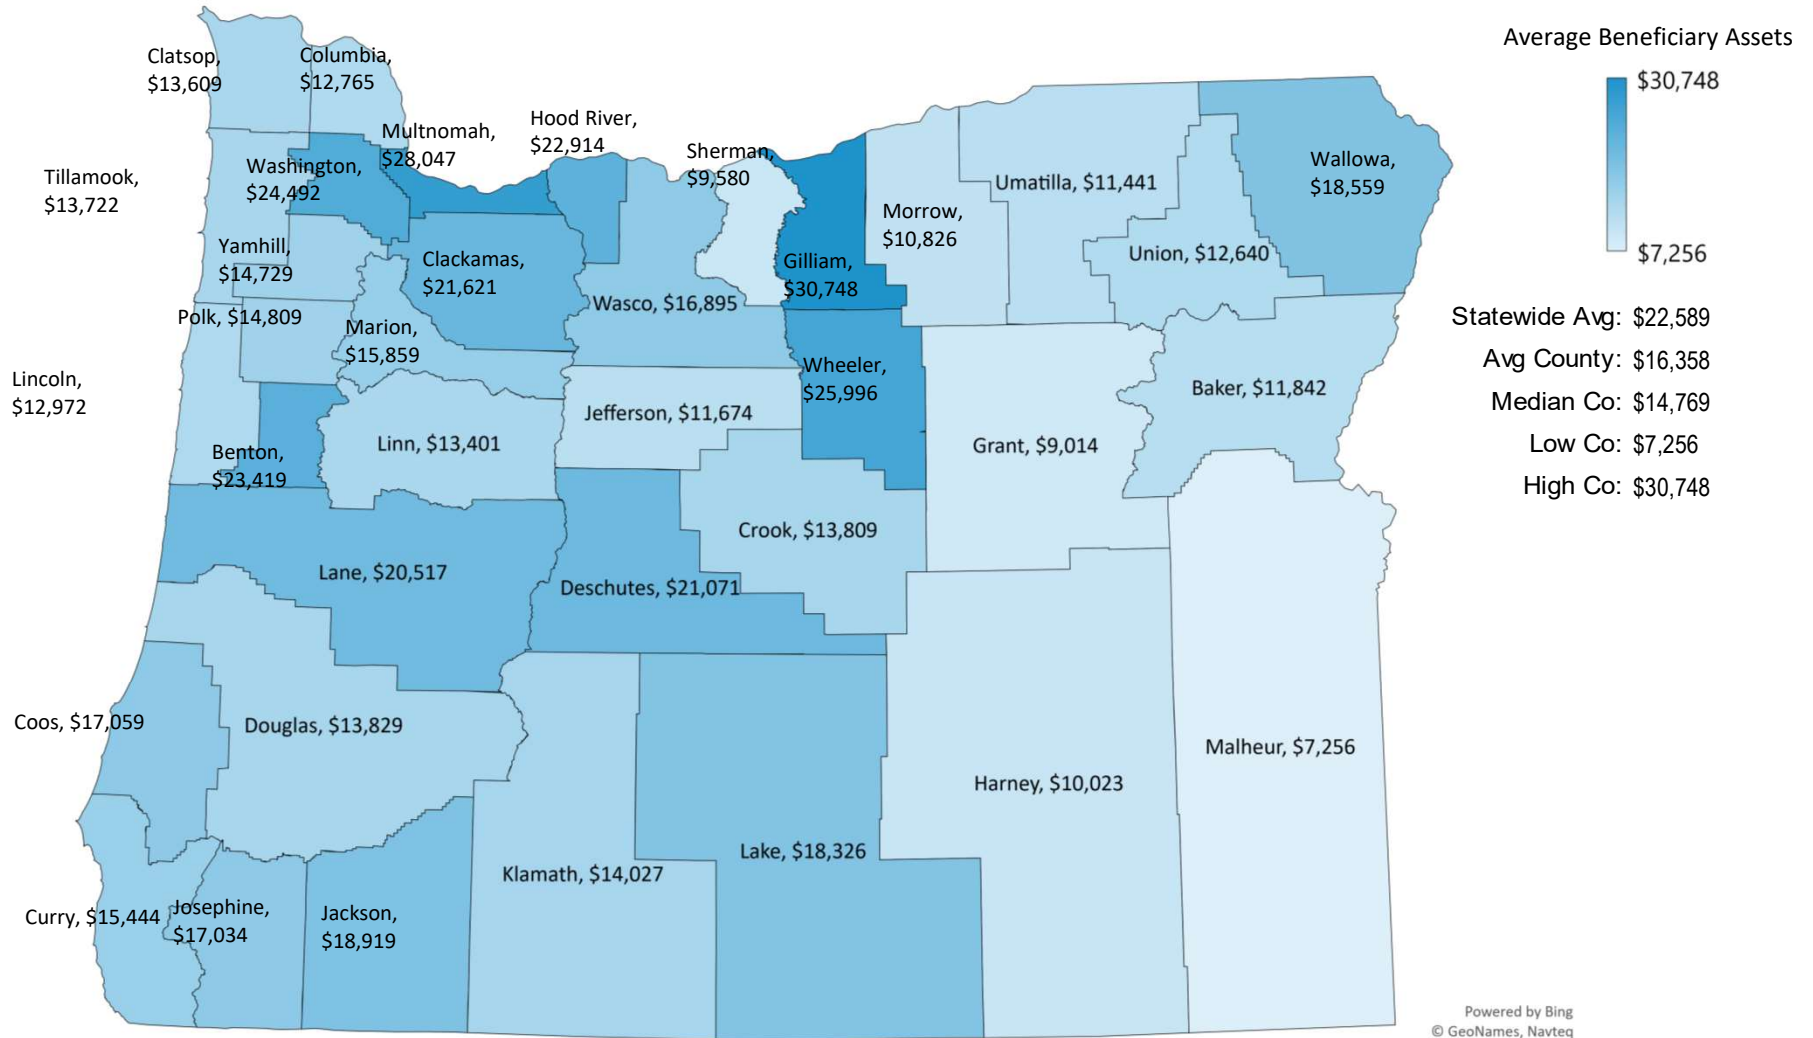 Clatsop,
$13,609
Columbia,
$12,765
Multnomah,
$28,047
Hood River,
$22,914
Sherman,
$9,580
Washington,
$24,492
Tillamook,
$13,722
Umatilla, $11,441
Wallowa,
$18,559
Morrow,
$10,826
Yamhill,
$14,729
Clackamas,
$21,621
Gilliam,
$30,748
Union, $12,640
Wasco, $16,895
Polk, $14,809
Marion,
$15,859
Lincoln,
$12,972
Wheeler,
$25,996
Baker, $11,842
Jefferson, $11,674
Linn, $13,401
Grant, $9,014
Benton,
$23,419
Crook, $13,809
Lane, $20,517
Deschutes, $21,071
Coos, $17,059
Douglas, $13,829
Malheur, $7,256
Harney, $10,023
Lake, $18,326
Klamath, $14,027
Curry, $15,444
Josephine,
$17,034
Jackson,
$18,919
Average Beneficiary Assets
$30,748
$7,256
Statewide Avg: $22,589
Avg County: $16,358
Median Co: $14,769
Low Co: $7,256
High Co: $30,748
Powered by Bing
© GeoNames, Navteq